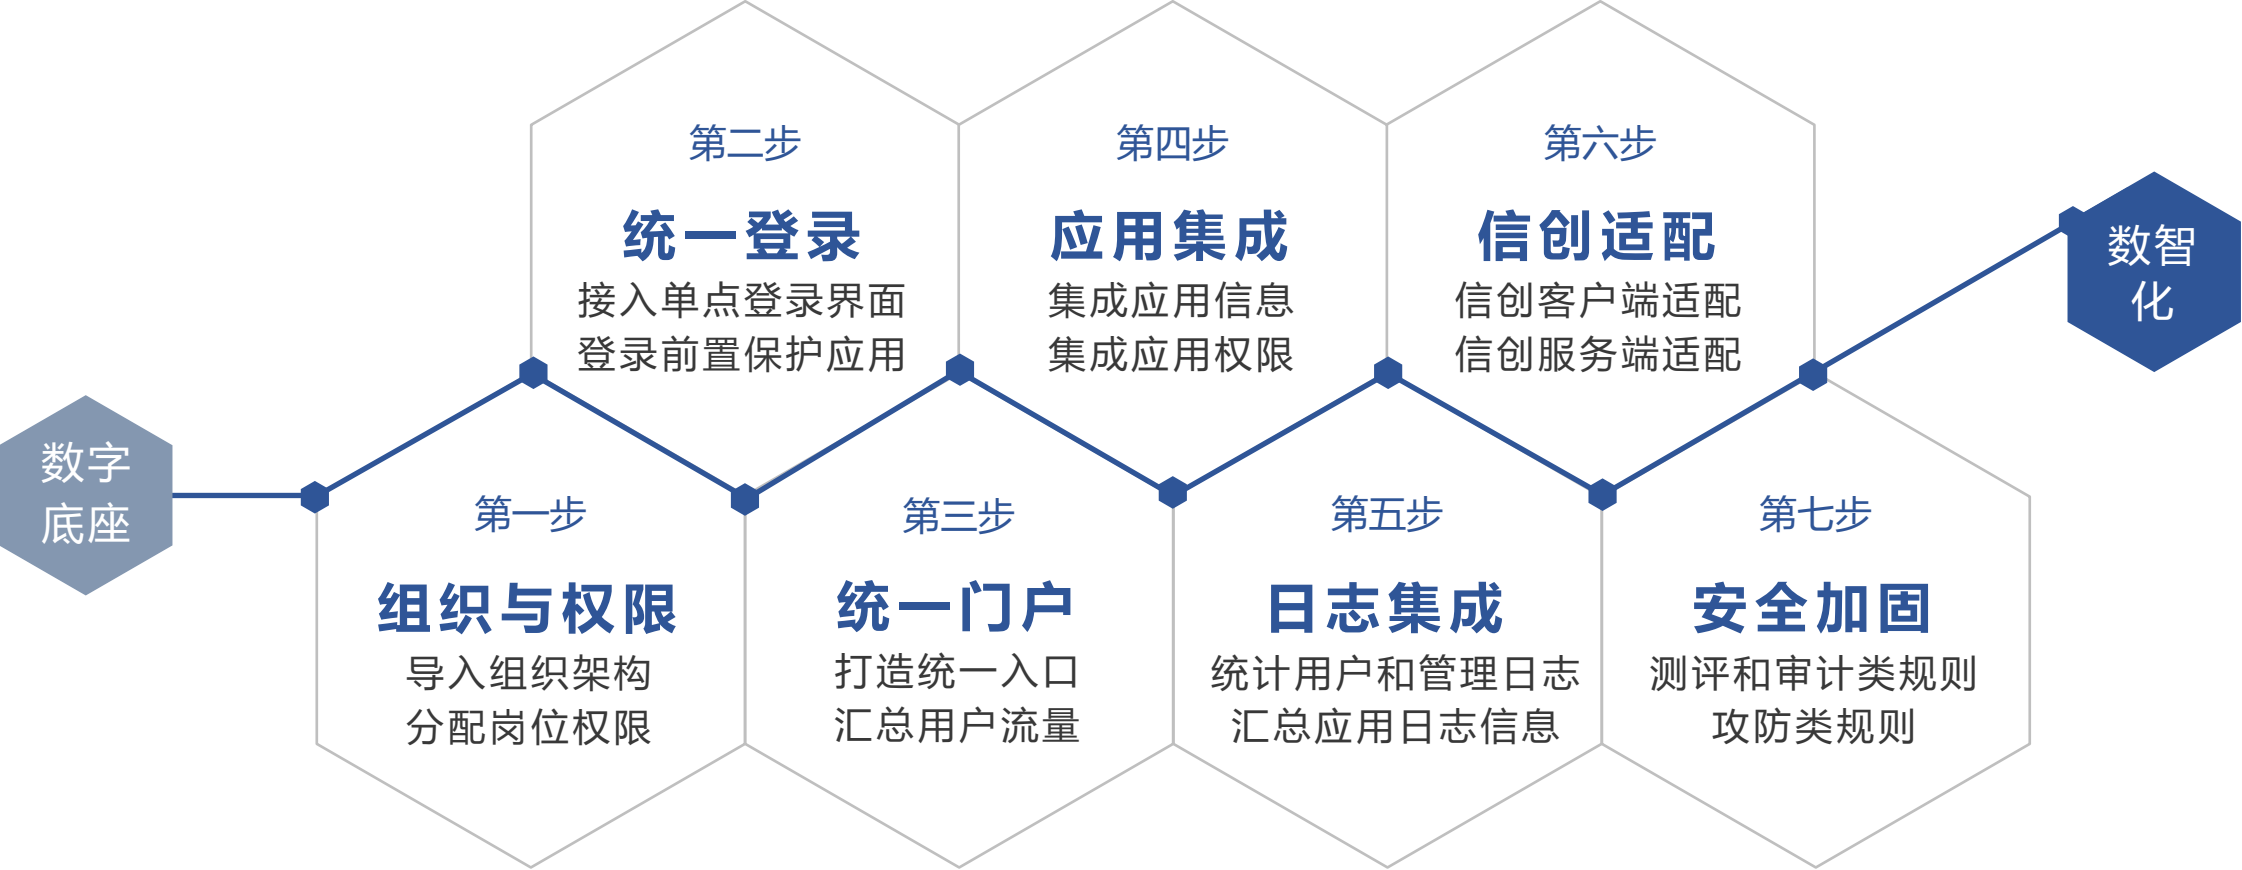 数字
底座
第一步
组织与权限
导入组织架构
分配岗位权限
第二步
统一登录
接入单点登录界面
登录前置保护应用
第三步
统一门户
打造统一入口
汇总用户流量
第四步
应用集成
集成应用信息
集成应用权限
第五步
日志集成
统计用户和管理日志
汇总应用日志信息
第六步
信创适配
信创客户端适配
信创服务端适配
第七步
安全加固
测评和审计类规则
攻防类规则
数智
化